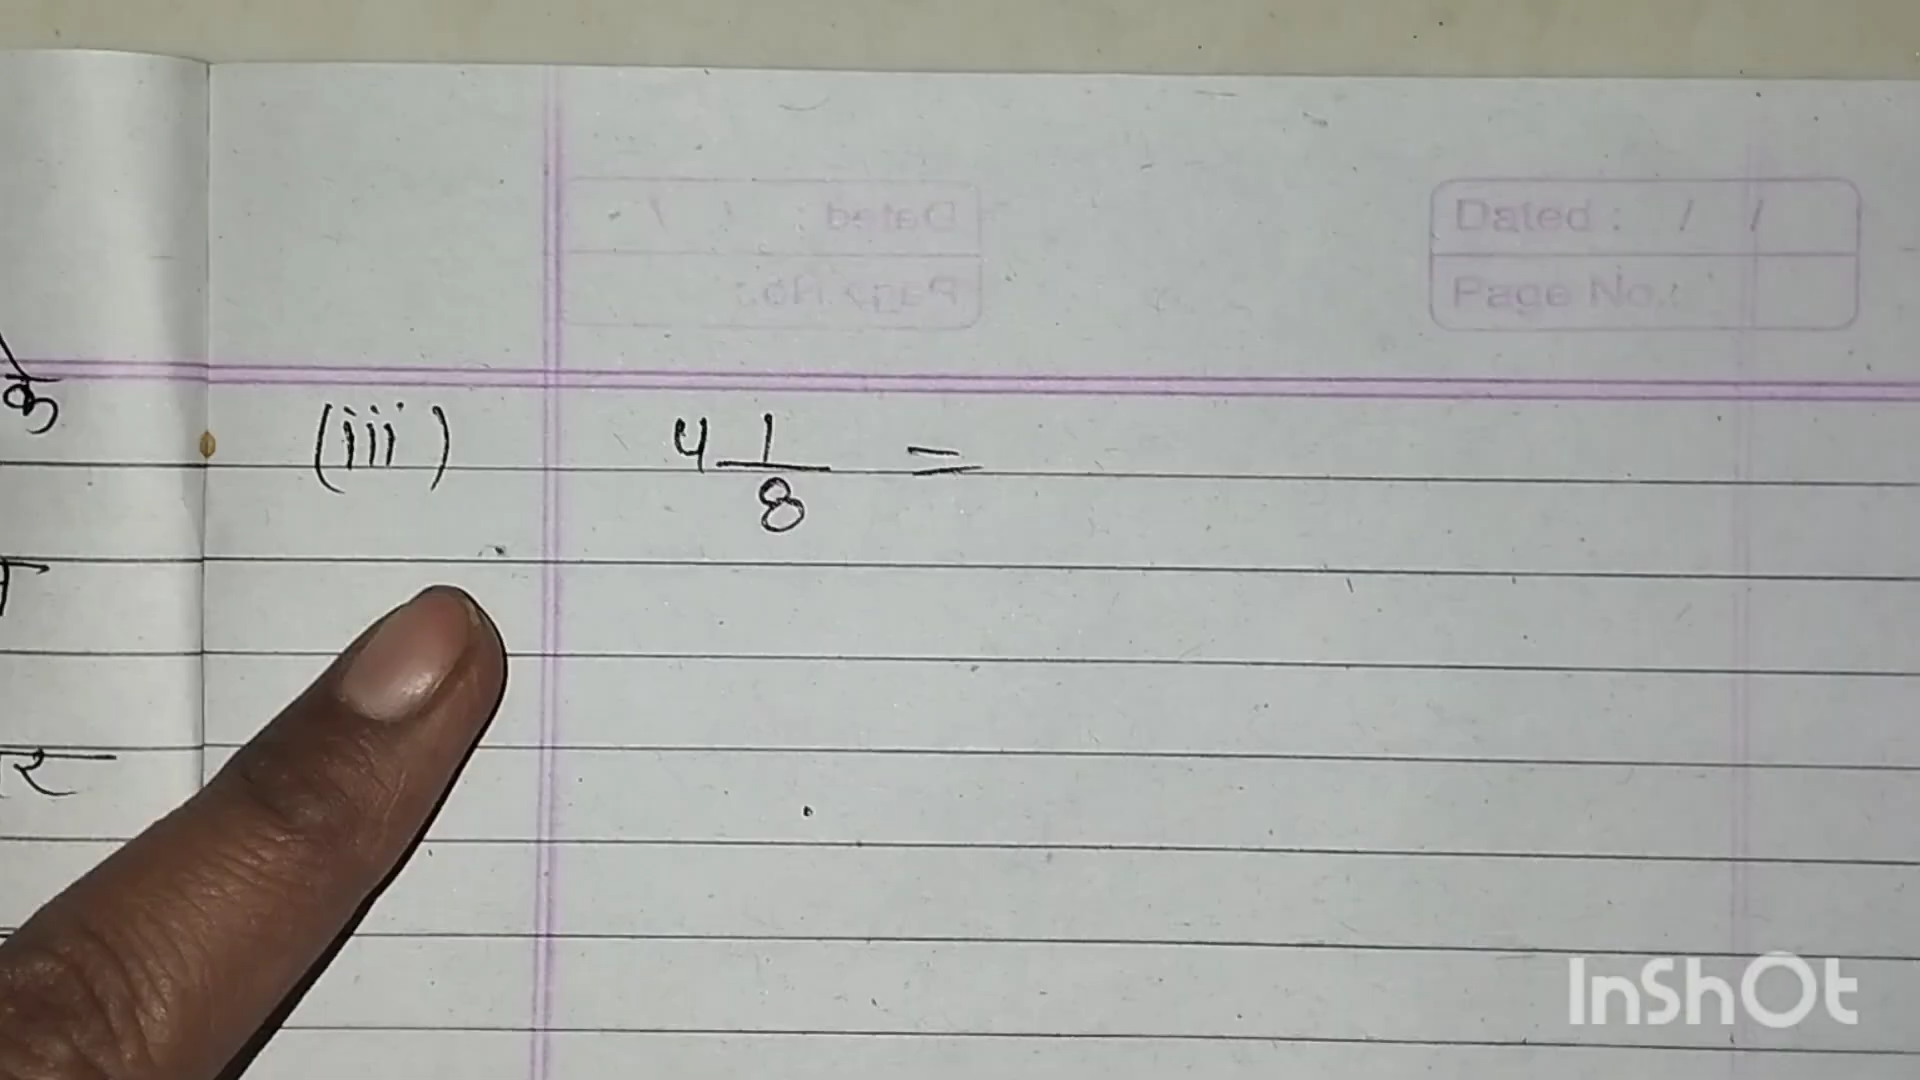 Dated : / /
Page No.:
के
(iii) 4 1/8 =
InShOt